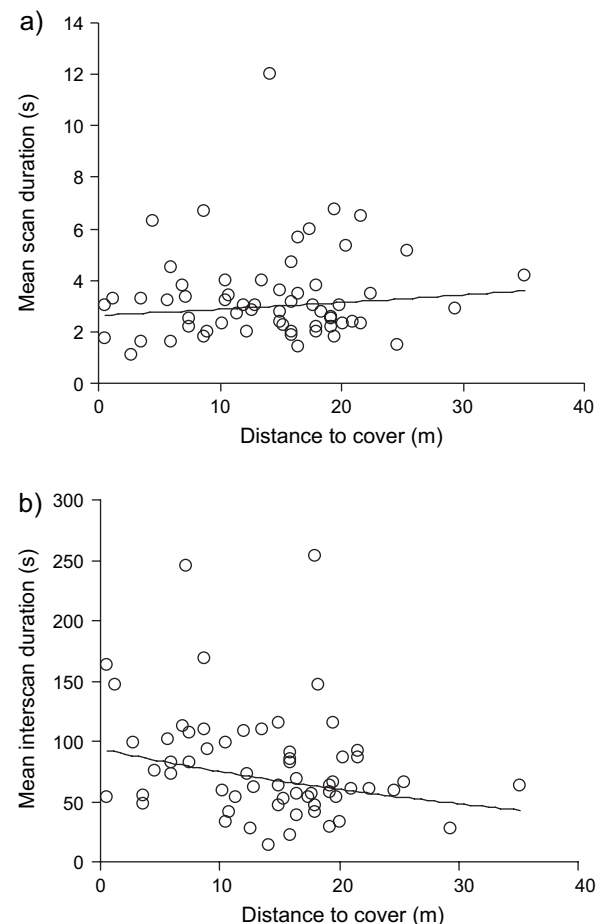 a)
14
12
10
8
6
4
2
0
Mean scan duration (s)
0 10 20 30 40
Distance to cover (m)
b)
300
250
200
150
100
50
0
Mean interscan duration (s)
0 10 20 30 40
Distance to cover (m)